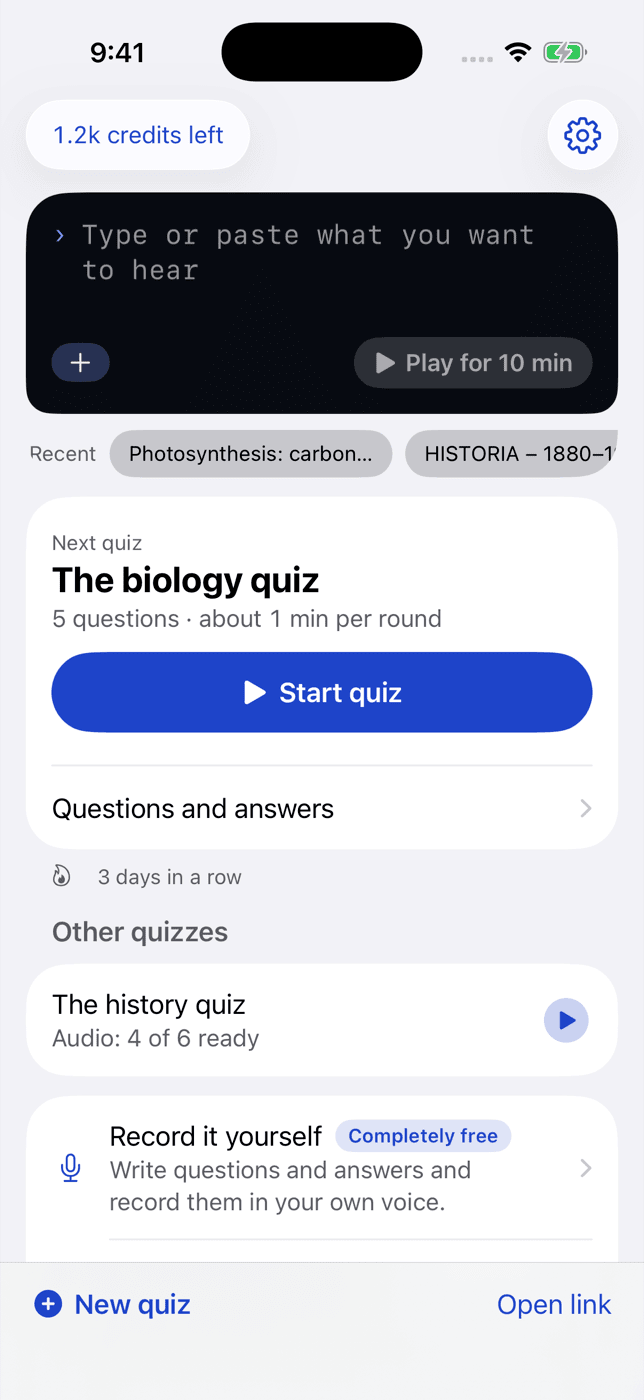 9:41
1.2k credits left
› Type or paste what you want
to hear
Play for 10 min
Recent
Photosynthesis: carbon...
HISTORIA – 1880–1
Next quiz
The biology quiz
5 questions · about 1 min per round
Start quiz
Questions and answers
3 days in a row
Other quizzes
The history quiz
Audio: 4 of 6 ready
Record it yourself
Completely free
Write questions and answers and
record them in your own voice.
New quiz
Open link